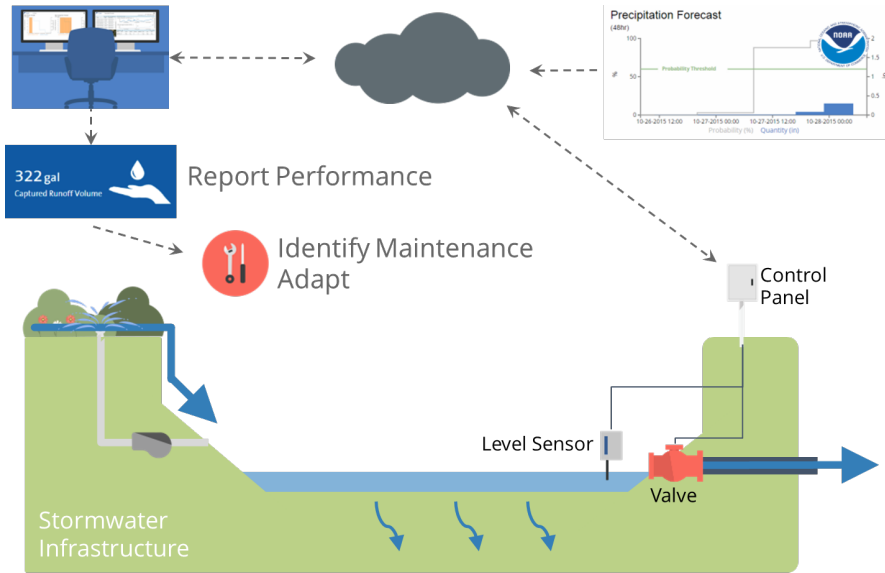 Precipitation Forecast
(48hr)
NOAA
100
50
0
%
Probability Threshold
2
1.5
1
0.5
0
10-26-2015 12:00
10-27-2015 00:00
10-27-2015 12:00
10-28-2015 00:00
Probability (%) Quantity (in)
322 gal
Captured Runoff Volume
Report Performance
Identify Maintenance
Adapt
Control
Panel
Level Sensor
Valve
Stormwater
Infrastructure